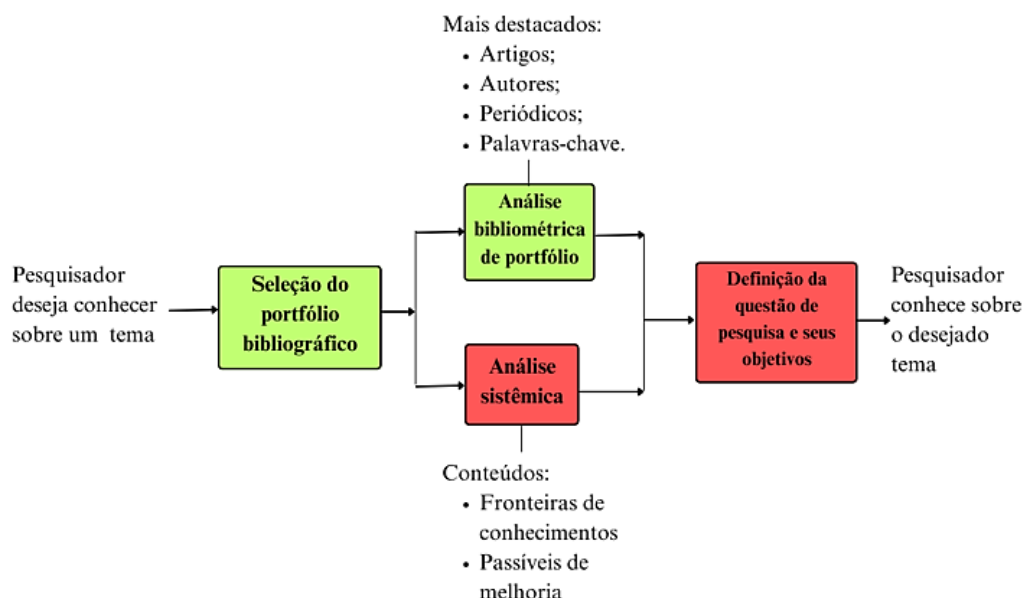 Mais destacados:
• Artigos;
• Autores;
• Periódicos;
• Palavras-chave.
Análise
bibliométrica
de portfólio
Pesquisador
deseja conhecer
sobre um tema
Seleção do
portfólio
bibliográfico
Definição da
questão de
pesquisa e seus
objetivos
Pesquisador
conhece sobre
o desejado
tema
Análise
sistêmica
Conteúdos:
• Fronteiras de
conhecimentos
• Passíveis de
melhoria